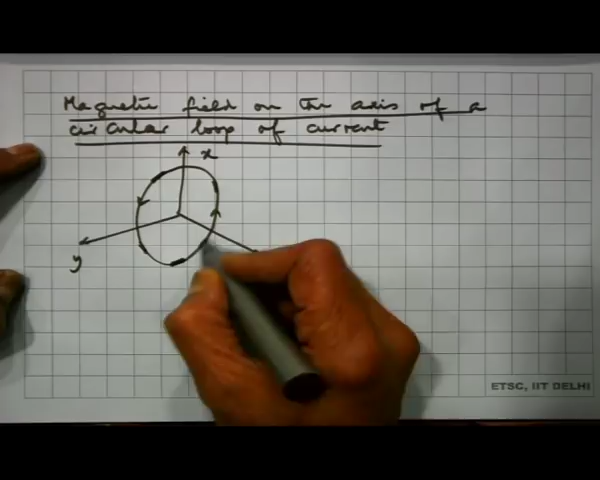 Magnetic field on the axis of a
circular loop of current
x
y
ETSC, IIT DELHI